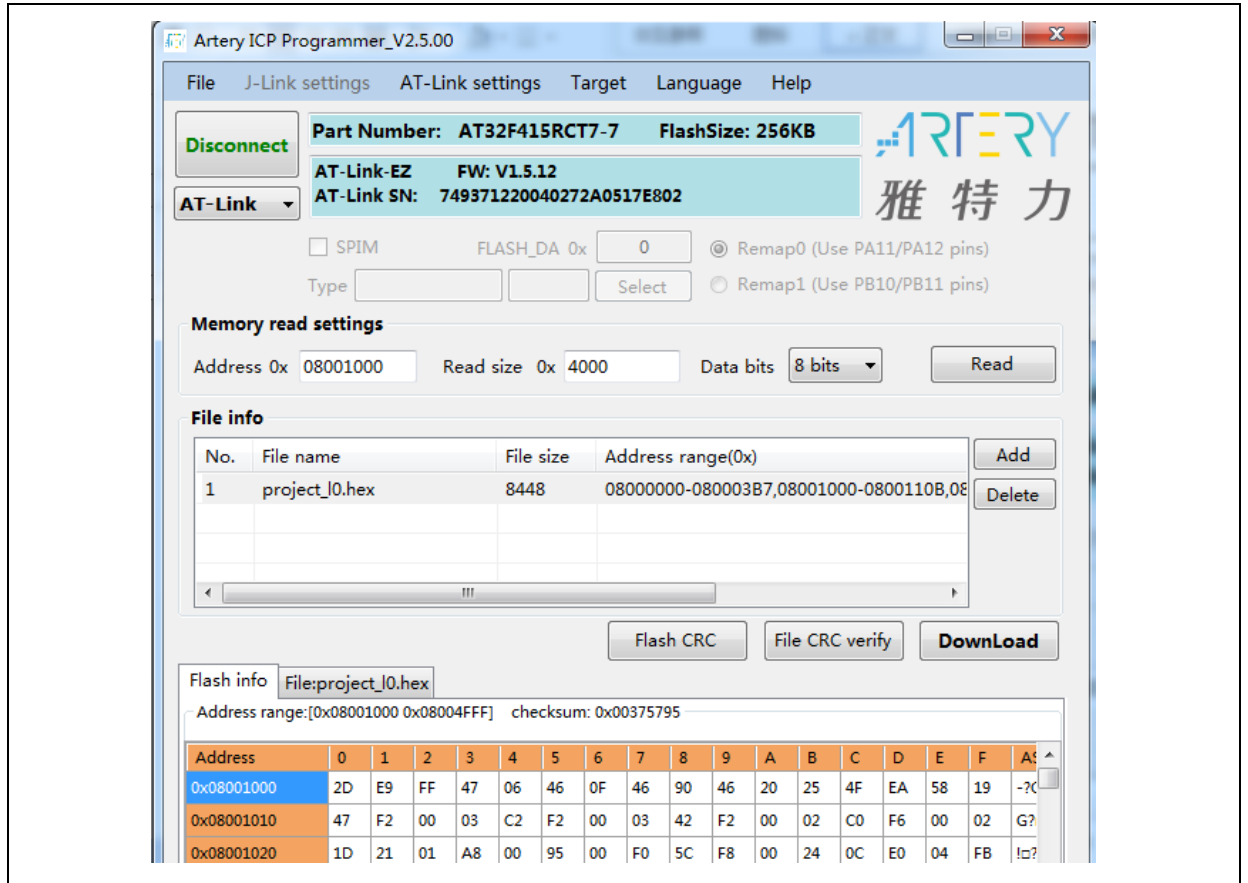 Artery ICP Programmer_V2.5.00
File J-Link settings AT-Link settings Target Language Help
Disconnect
Part Number: AT32F415RCT7-7 FlashSize: 256KB
AT-Link-EZ FW: V1.5.12
AT-Link SN: 749371220040272A0517E802
AT-Link
ARTERY
雅特力
SPIM FLASH_DA 0x 0 Remap0 (Use PA11/PA12 pins)
Type Select Remap1 (Use PB10/PB11 pins)
Memory read settings
Address 0x 08001000 Read size 0x 4000 Data bits 8 bits Read
File info
No. File name File size Address range(0x) Add
1 project_l0.hex 8448 08000000-080003B7,08001000-0800110B,08 Delete
Flash CRC File CRC verify DownLoad
Flash info File:project_l0.hex
Address range:[0x08001000 0x08004FFF] checksum: 0x00375795
Address 0 1 2 3 4 5 6 7 8 9 A B C D E F AS
0x08001000 2D E9 FF 47 06 46 0F 46 90 46 20 25 4F EA 58 19 -?C
0x08001010 47 F2 00 03 C2 F2 00 03 42 F2 00 02 C0 F6 00 02 G?
0x08001020 1D 21 01 A8 00 95 00 F0 5C F8 00 24 0C E0 04 FB !□?